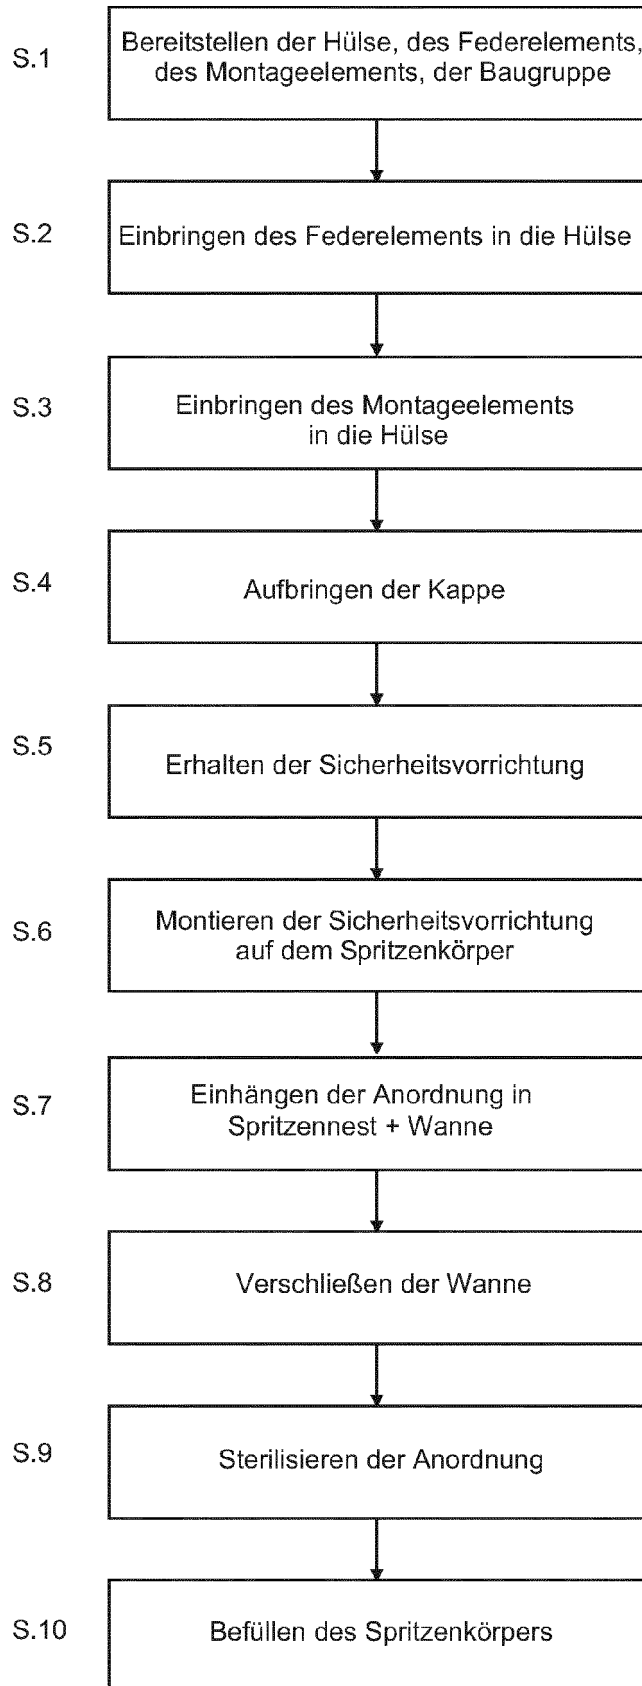 S.1
Bereitstellen der Hülse, des Federelements,
des Montageelements, der Baugruppe
S.2
Einbringen des Federelements in die Hülse
S.3
Einbringen des Montageelements
in die Hülse
S.4
Aufbringen der Kappe
S.5
Erhalten der Sicherheitsvorrichtung
S.6
Montieren der Sicherheitsvorrichtung
auf dem Spritzenkörper
S.7
Einhängen der Anordnung in
Spritzennest + Wanne
S.8
Verschließen der Wanne
S.9
Sterilisieren der Anordnung
S.10
Befüllen des Spritzenkörpers